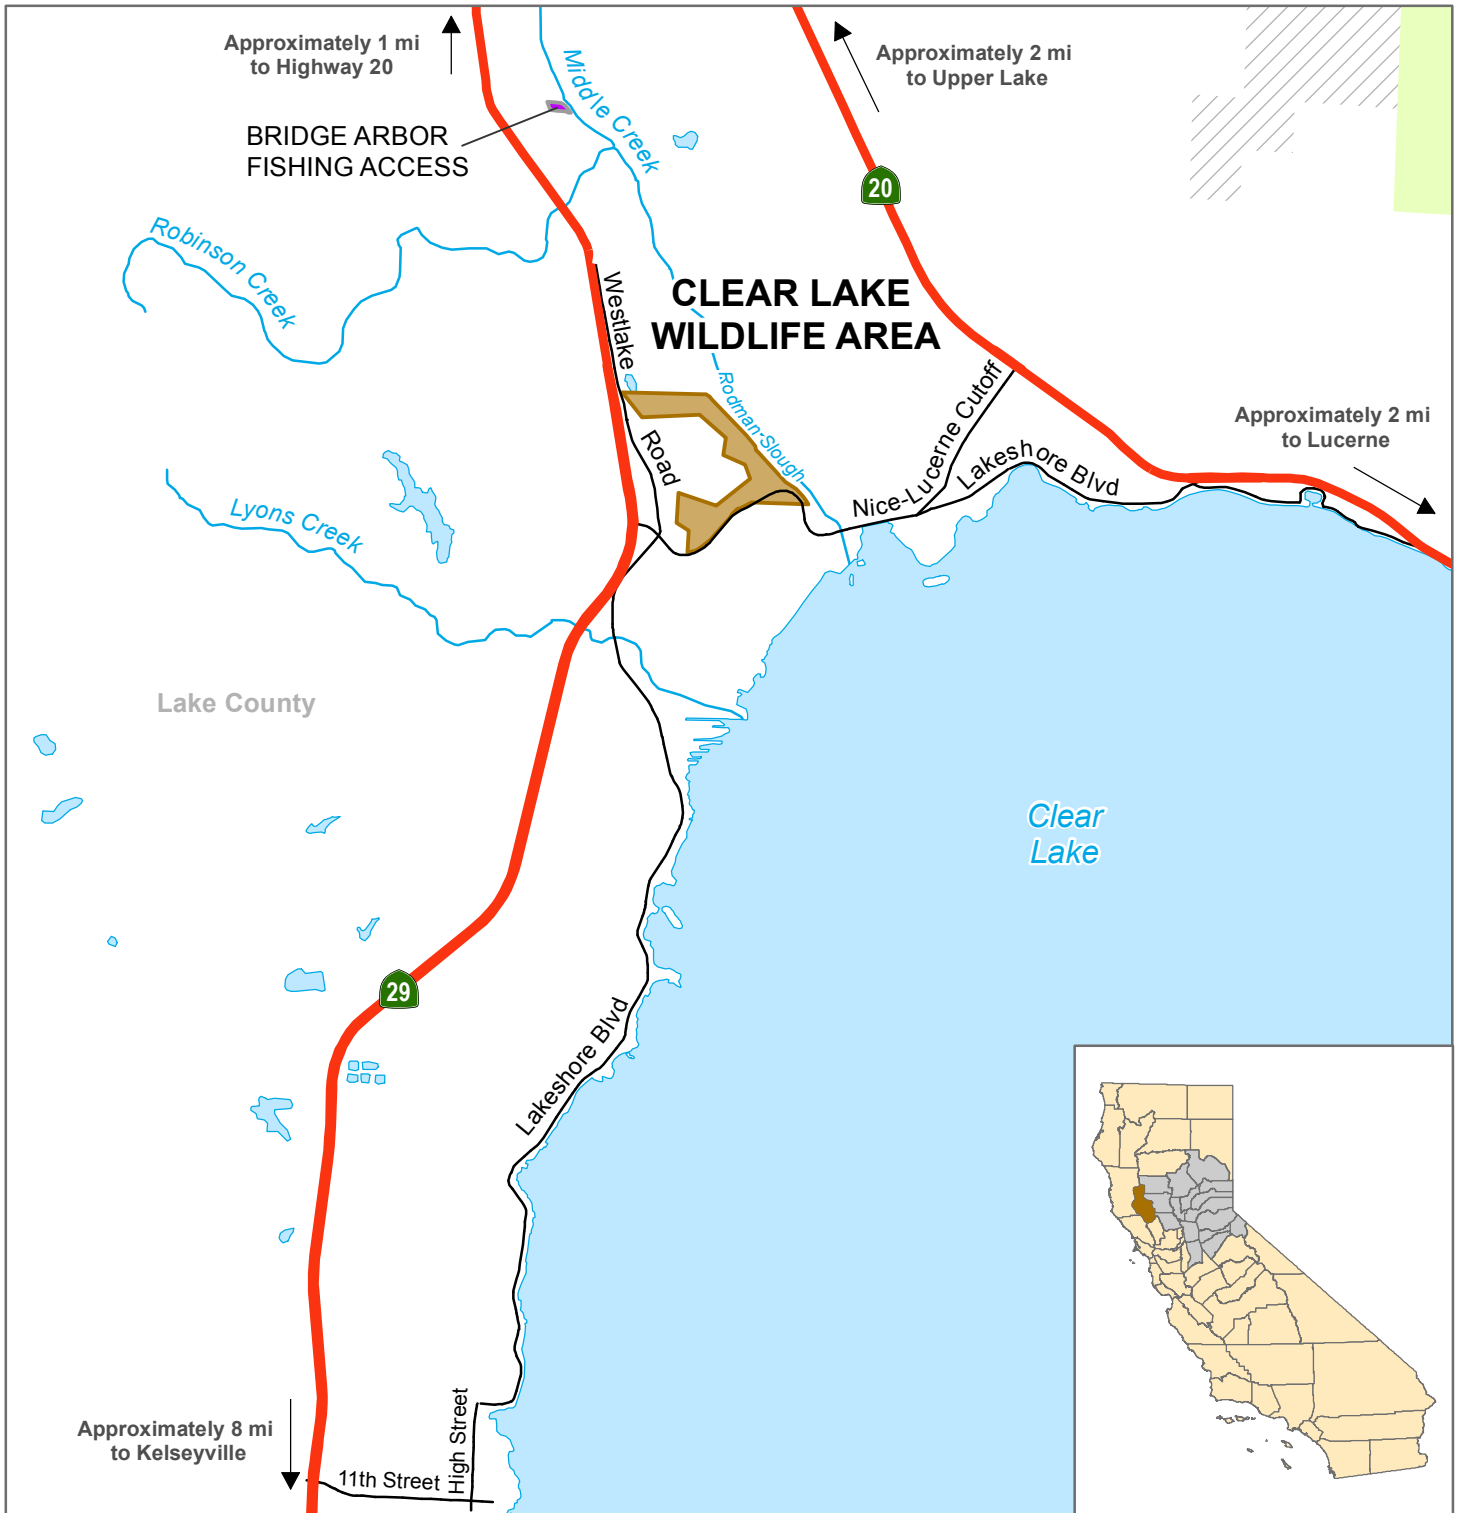 Approximately 1 mi
to Highway 20
Approximately 2 mi
to Upper Lake
Middle Creek
BRIDGE ARBOR
FISHING ACCESS
20
Robinson Creek
CLEAR LAKE
WILDLIFE AREA
Westlake
Road
Rodman-Slough
Nice-Lucerne Cutoff
Lakeshore Blvd
Approximately 2 mi
to Lucerne
Lyons Creek
Lake County
Clear
Lake
29
Lakeshore Blvd
Approximately 8 mi
to Kelseyville
High Street
11th Street